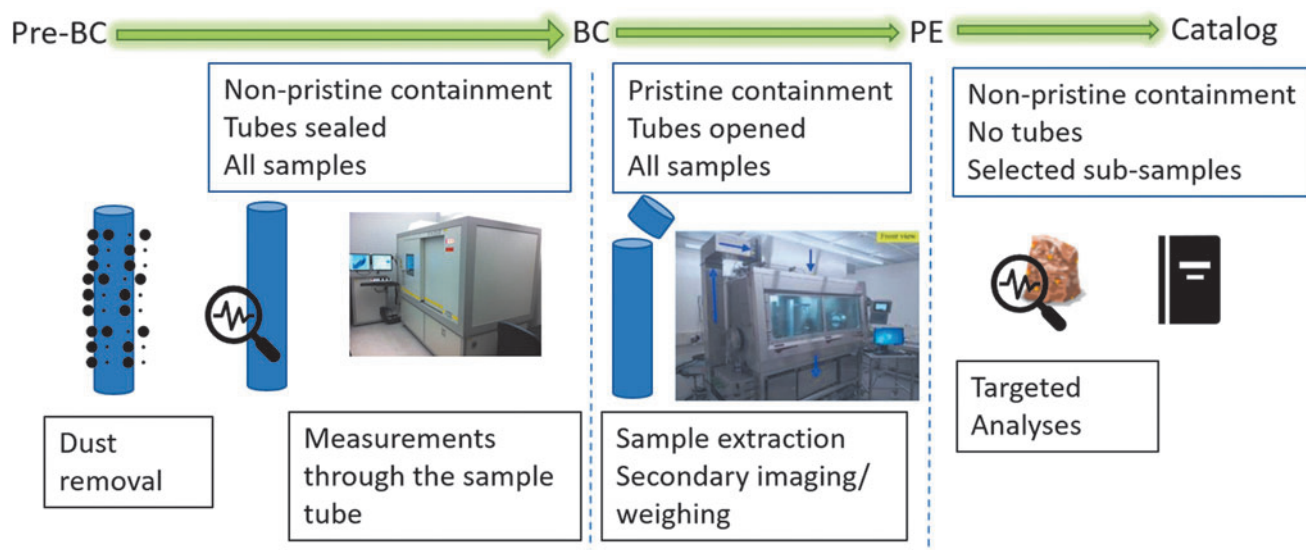 Pre-BC
BC
PE
Catalog
Non-pristine containment
Tubes sealed
All samples
Pristine containment
Tubes opened
All samples
Non-pristine containment
No tubes
Selected sub-samples
Front view
Dust
removal
Measurements
through the sample
tube
Sample extraction
Secondary imaging/
weighing
Targeted
Analyses